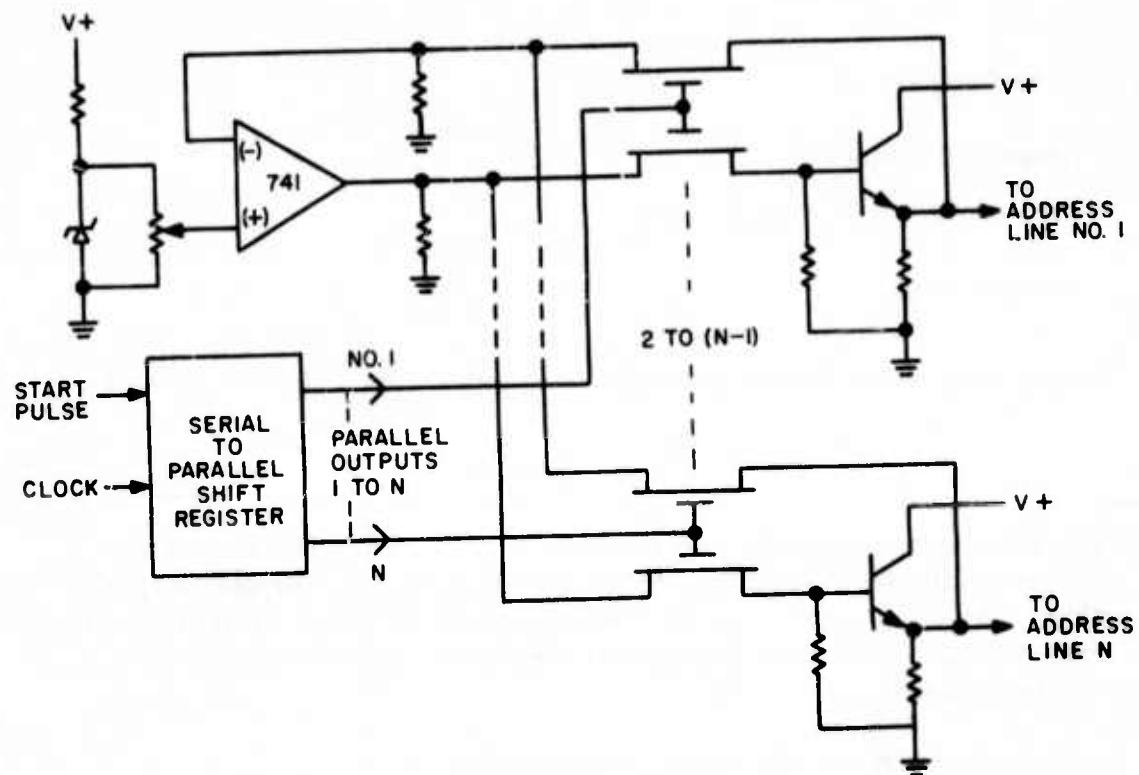 V+
(-)
741
(+)
V+
TO
ADDRESS
LINE NO. 1
2 TO (N-1)
START
PULSE
CLOCK
SERIAL
TO
PARALLEL
SHIFT
REGISTER
NO. 1
PARALLEL
OUTPUTS
1 TO N
N
V+
TO
ADDRESS
LINE N